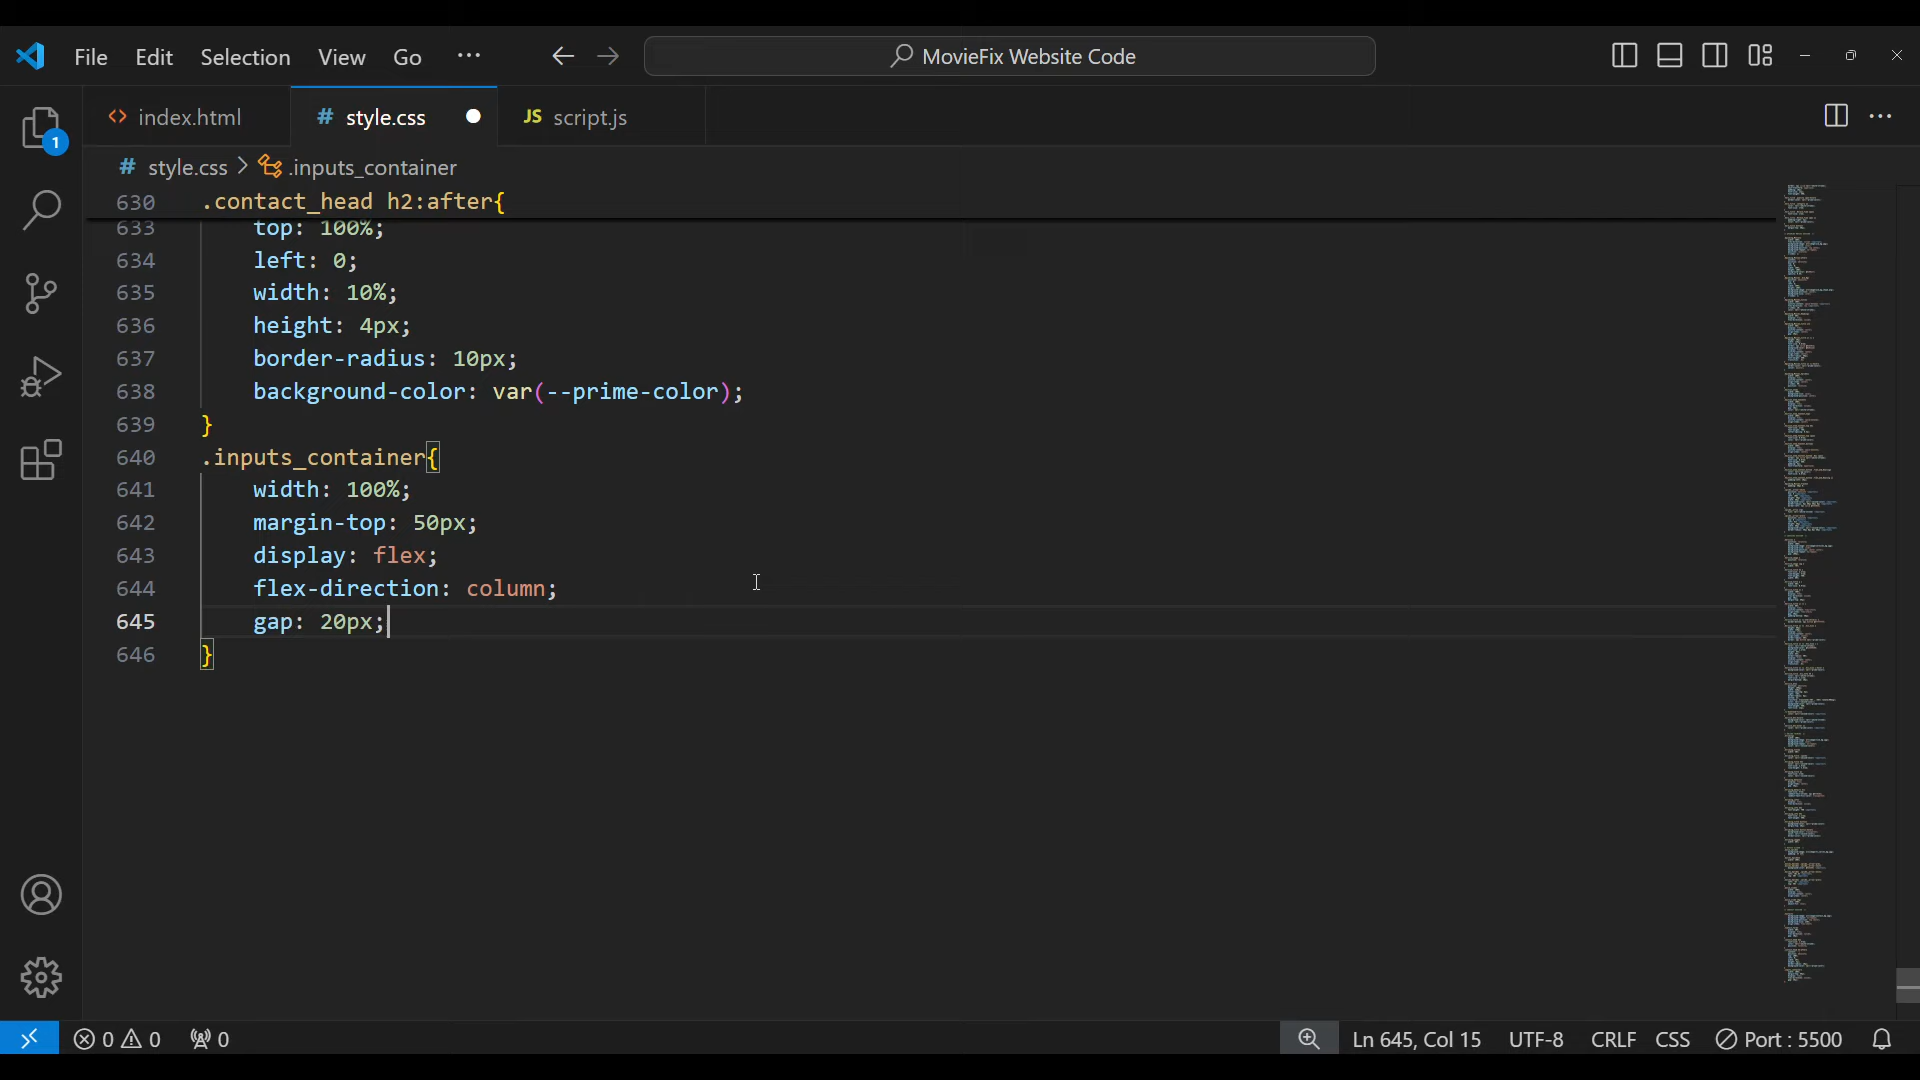 File Edit Selection View Go ··· MovieFix Website Code
index.html # style.css JS script.js
# style.css > .inputs_container
630 .contact_head h2:after{
633 top: 100%;
634 left: 0;
635 width: 10%;
636 height: 4px;
637 border-radius: 10px;
638 background-color: var(--prime-color);
639 }
640 .inputs_container{
641 width: 100%;
642 margin-top: 50px;
643 display: flex;
644 flex-direction: column;
645 gap: 20px;
646 }
1
0 0 0 Ln 645, Col 15 UTF-8 CRLF CSS Port : 5500